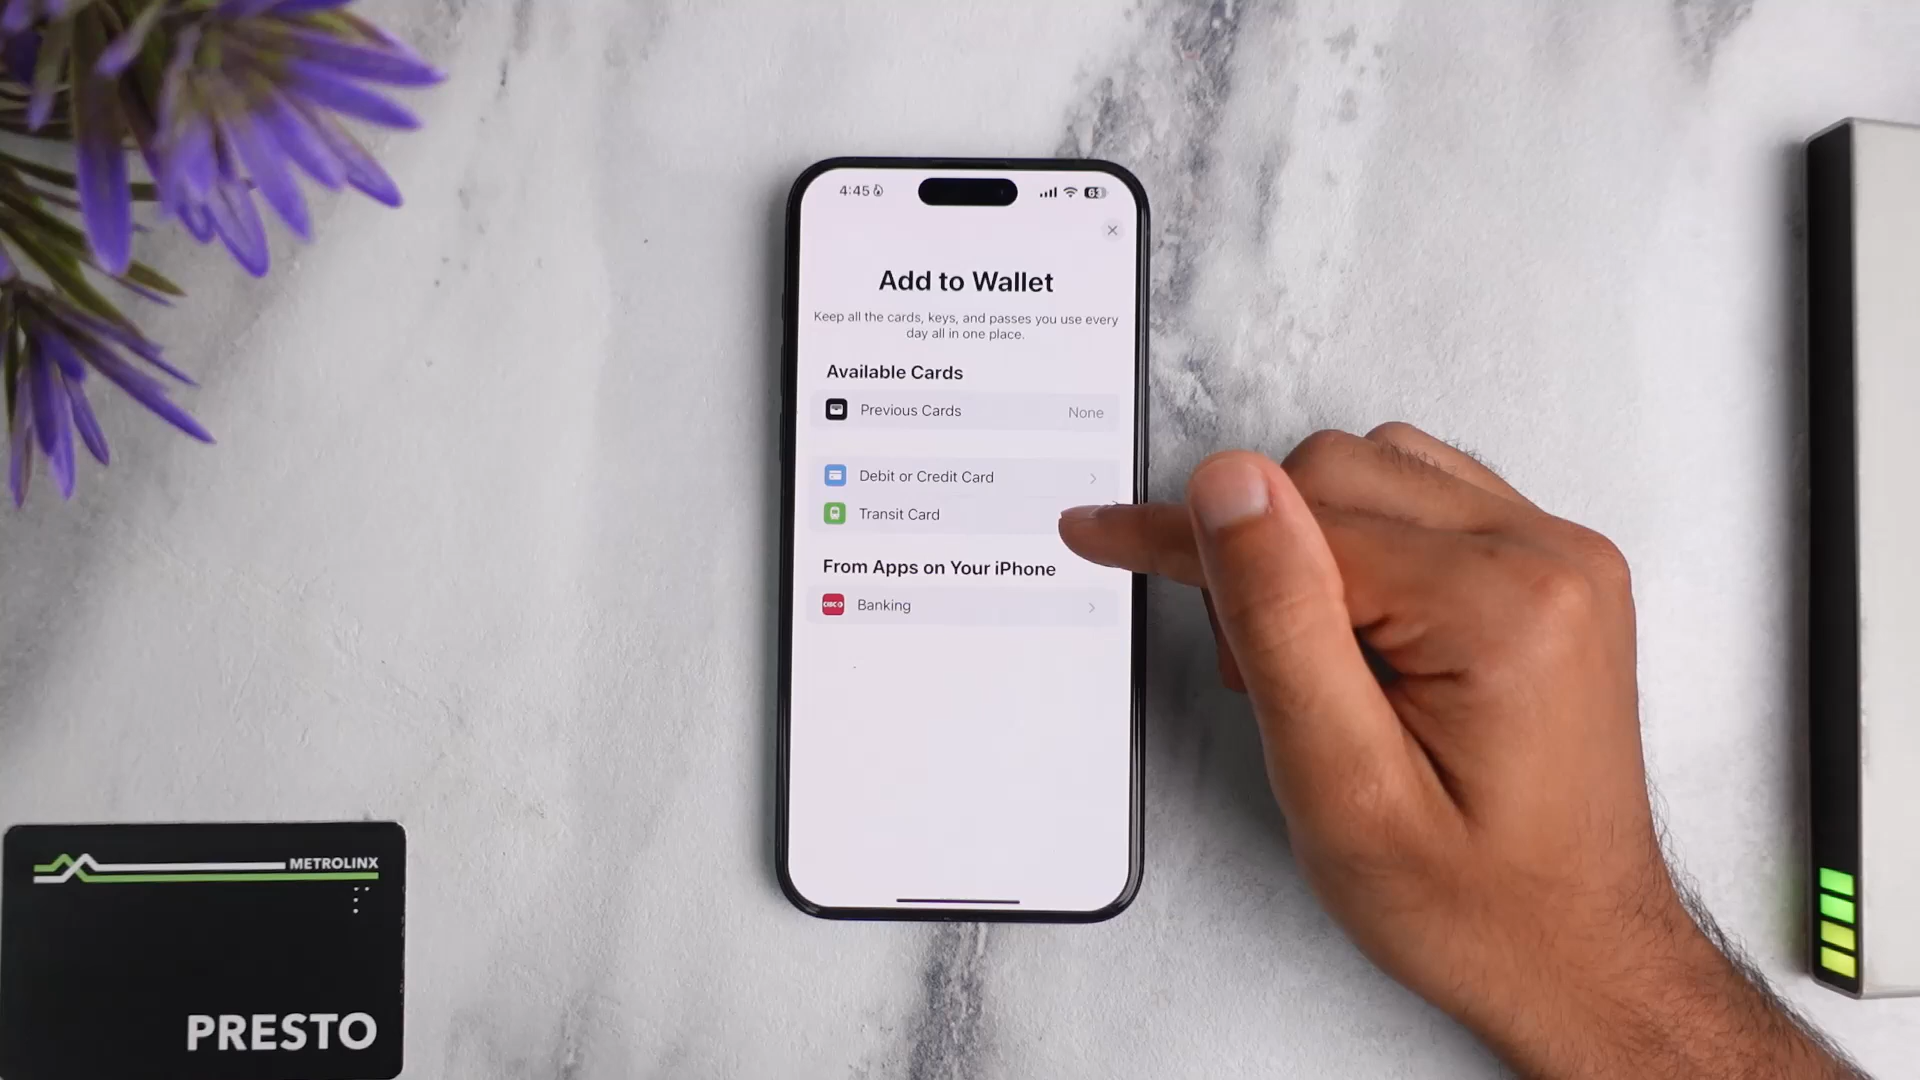 4:45
63
Add to Wallet
Keep all the cards, keys, and passes you use every
day all in one place.
Available Cards
Previous Cards None
Debit or Credit Card
Transit Card
From Apps on Your iPhone
CIBC Banking
METROLINX
PRESTO